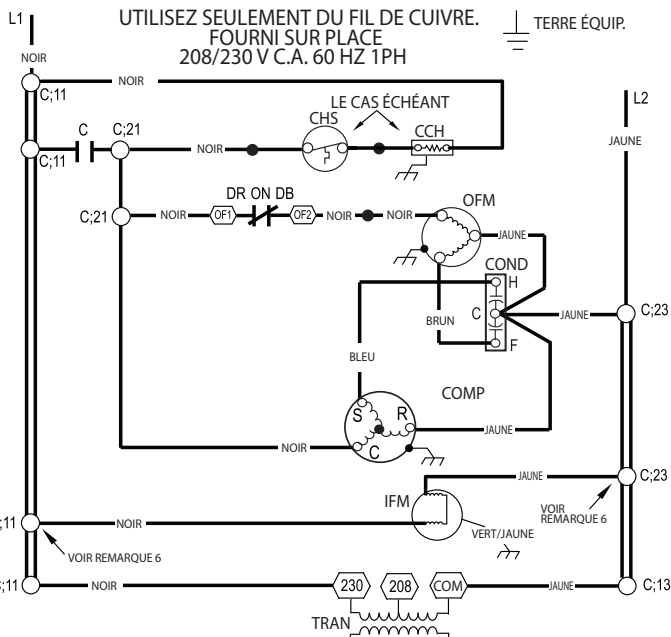 L1
UTILISEZ SEULEMENT DU FIL DE CUIVRE.
FOURNI SUR PLACE
208/230 V C.A. 60 HZ 1PH
TERRE ÉQUIP.
NOIR
NOIR
C;11
L2
LE CAS ÉCHÉANT
CHS
CCH
C
C;21
C;11
NOIR
JAUNE
DR ON DB
OFM
C;21
NOIR
OF1
OF2
NOIR
NOIR
JAUNE
COND
H
C
BRUN
JAUNE
C;23
F
BLEU
COMP
S
R
JAUNE
NOIR
C
JAUNE
C;23
IFM
VOIR
REMARQUE 6
;11
NOIR
VERT/JAUNE
VOIR REMARQUE 6
C;11
NOIR
230
208
COM
JAUNE
C;13
TRAN